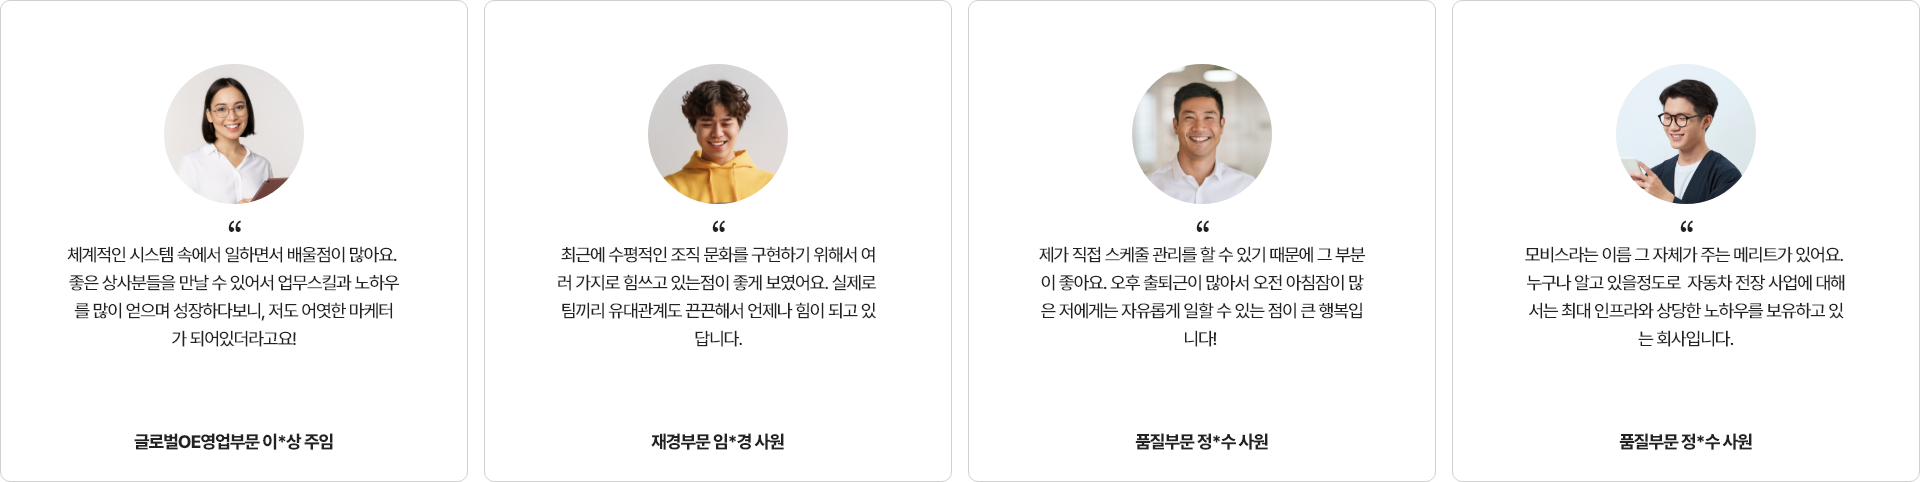 “
체계적인 시스템 속에서 일하면서 배울점이 많아요.
좋은 상사분들을 만날 수 있어서 업무스킬과 노하우
를 많이 얻으며 성장하다보니, 저도 어엿한 마케터
가 되어있더라고요!
글로벌OE영업부문 이*상 주임
“
최근에 수평적인 조직 문화를 구현하기 위해서 여
러 가지로 힘쓰고 있는점이 좋게 보였어요. 실제로
팀끼리 유대관계도 끈끈해서 언제나 힘이 되고 있
답니다.
재경부문 임*경 사원
“
제가 직접 스케줄 관리를 할 수 있기 때문에 그 부분
이 좋아요. 오후 출퇴근이 많아서 오전 아침잠이 많
은 저에게는 자유롭게 일할 수 있는 점이 큰 행복입
니다!
품질부문 정*수 사원
“
모비스라는 이름 그 자체가 주는 메리트가 있어요.
누구나 알고 있을정도로 자동차 전장 사업에 대해
서는 최대 인프라와 상당한 노하우를 보유하고 있
는 회사입니다.
품질부문 정*수 사원